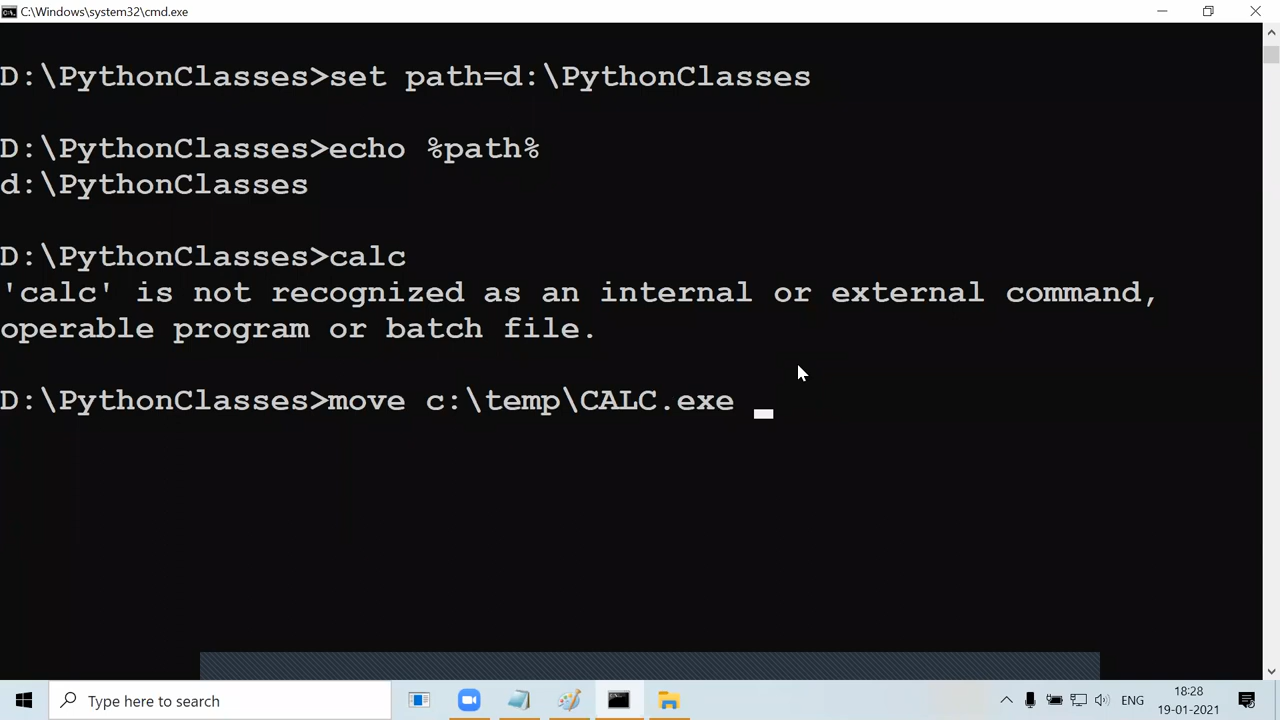 C:\Windows\system32\cmd.exe
D:\PythonClasses>set path=d:\PythonClasses
D:\PythonClasses>echo %path%
d:\PythonClasses
D:\PythonClasses>calc
'calc' is not recognized as an internal or external command,
operable program or batch file.
D:\PythonClasses>move c:\temp\CALC.exe
Type here to search
ENG
18:28
19-01-2021